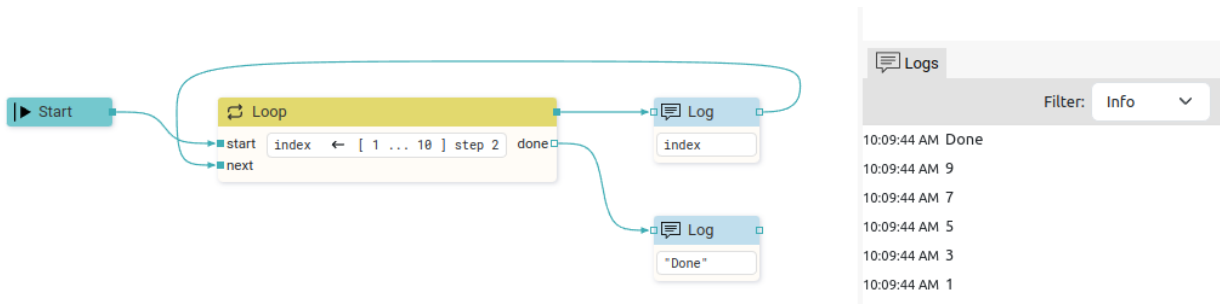 Start
Loop
start index ← [ 1 ... 10 ] step 2 done
next
Log
index
Log
"Done"
Logs
Filter: Info
10:09:44 AM Done
10:09:44 AM 9
10:09:44 AM 7
10:09:44 AM 5
10:09:44 AM 3
10:09:44 AM 1